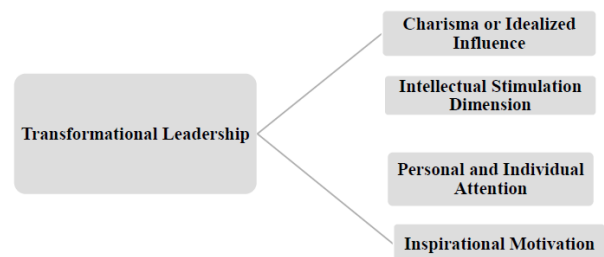 Charisma or Idealized
Influence
Intellectual Stimulation
Dimension
Transformational Leadership
Personal and Individual
Attention
Inspirational Motivation